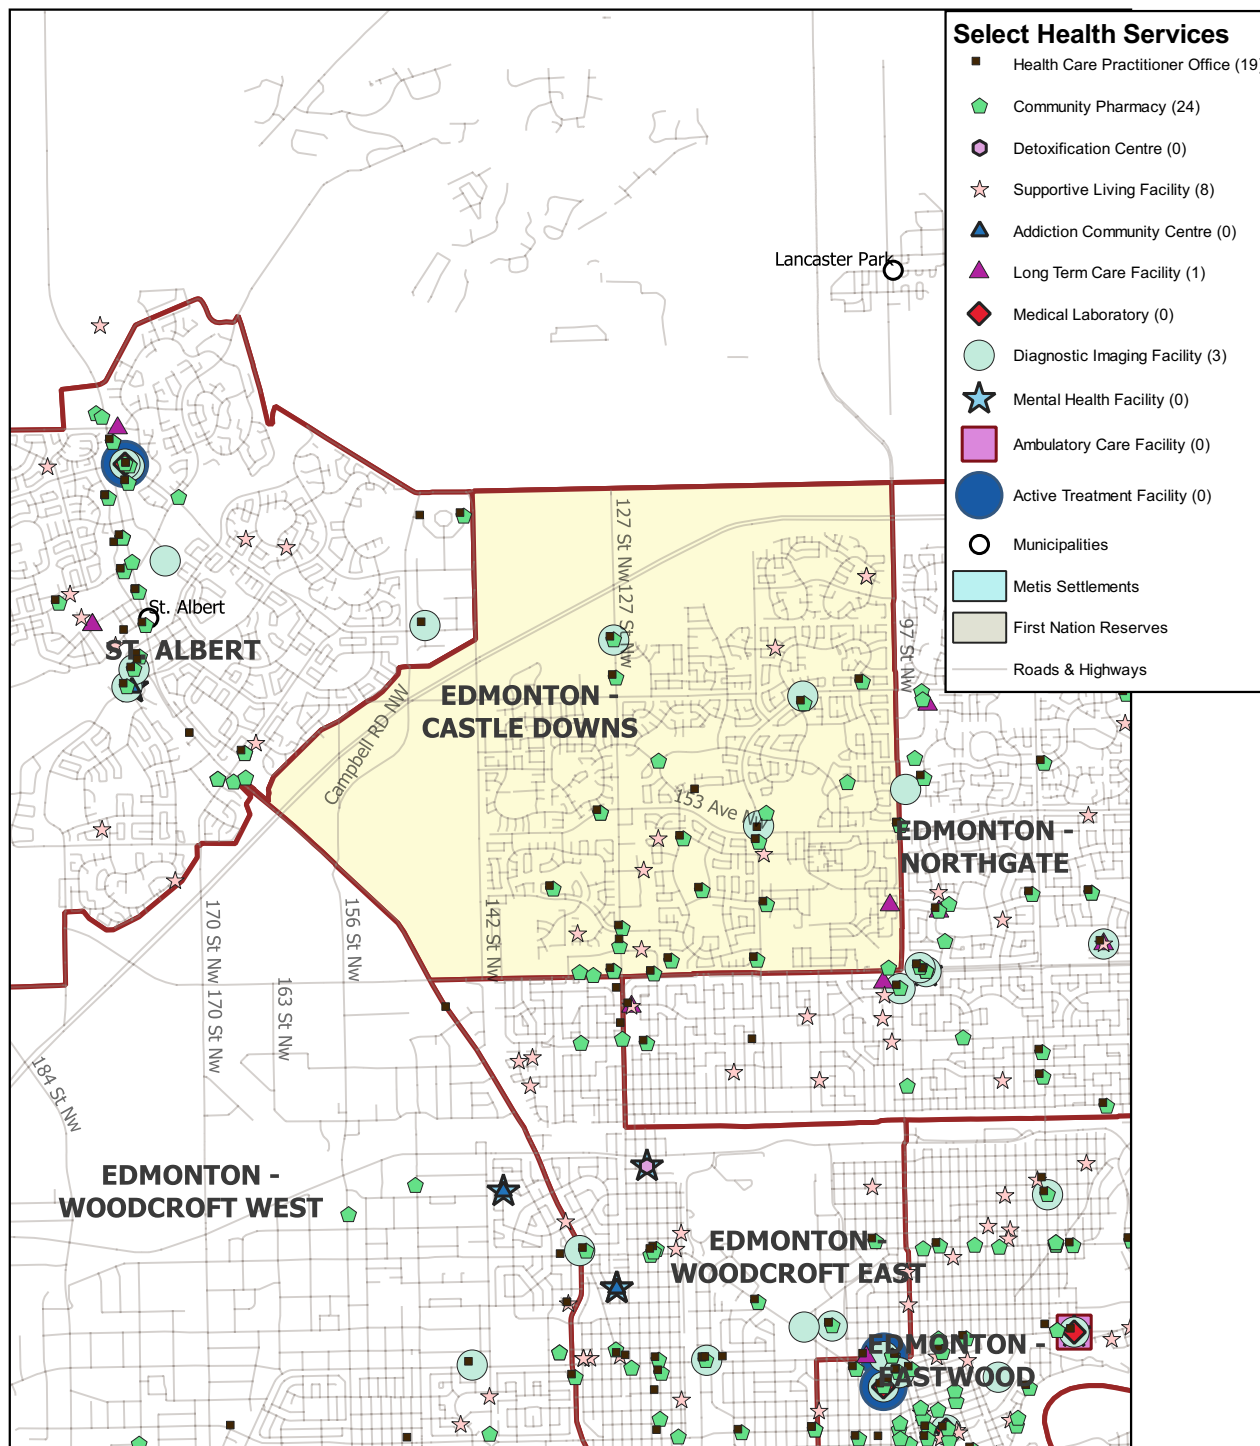 Select Health Services
Health Care Practitioner Office (19
Community Pharmacy (24)
Detoxification Centre (0)
Supportive Living Facility (8)
Addiction Community Centre (0)
Long Term Care Facility (1)
Medical Laboratory (0)
Diagnostic Imaging Facility (3)
Mental Health Facility (0)
Ambulatory Care Facility (0)
Active Treatment Facility (0)
Municipalities
Metis Settlements
First Nation Reserves
Roads & Highways
Lancaster Park
St. Albert
ST. ALBERT
127 St Nw
127 St Nw
97 St Nw
EDMONTON -
CASTLE DOWNS
Campbell RD NW
153 Ave NW
EDMONTON -
NORTHGATE
170 St Nw
170 St Nw
156 St Nw
142 St Nw
163 St Nw
184 St Nw
EDMONTON -
WOODCROFT WEST
EDMONTON -
WOODCROFT EAST
EDMONTON -
EASTWOOD